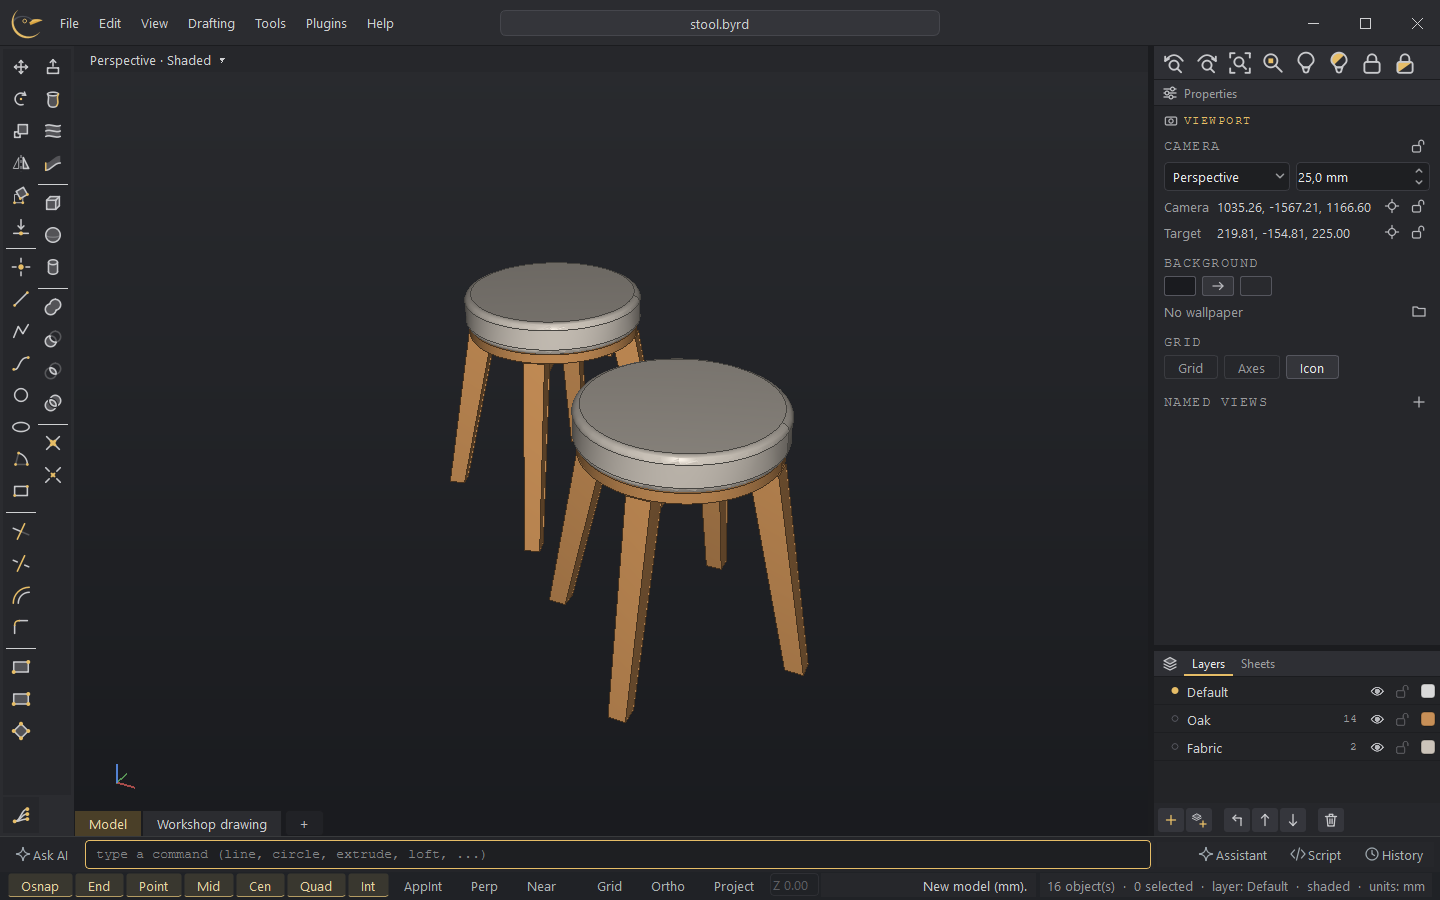 File Edit View Drafting Tools Plugins Help
stool.byrd
Perspective · Shaded
Properties
VIEWPORT
CAMERA
Perspective 25,0 mm
Camera 1035.26, -1567.21, 1166.60
Target 219.81, -154.81, 225.00
BACKGROUND
No wallpaper
GRID
Grid Axes Icon
NAMED VIEWS
Layers Sheets
Default
Oak 14
Fabric 2
Model Workshop drawing +
Ask AI type a command (line, circle, extrude, loft, ...) Assistant Script History
Osnap End Point Mid Cen Quad Int AppInt Perp Near Grid Ortho Project Z 0.00 New model (mm). 16 object(s) · 0 selected · layer: Default · shaded · units: mm